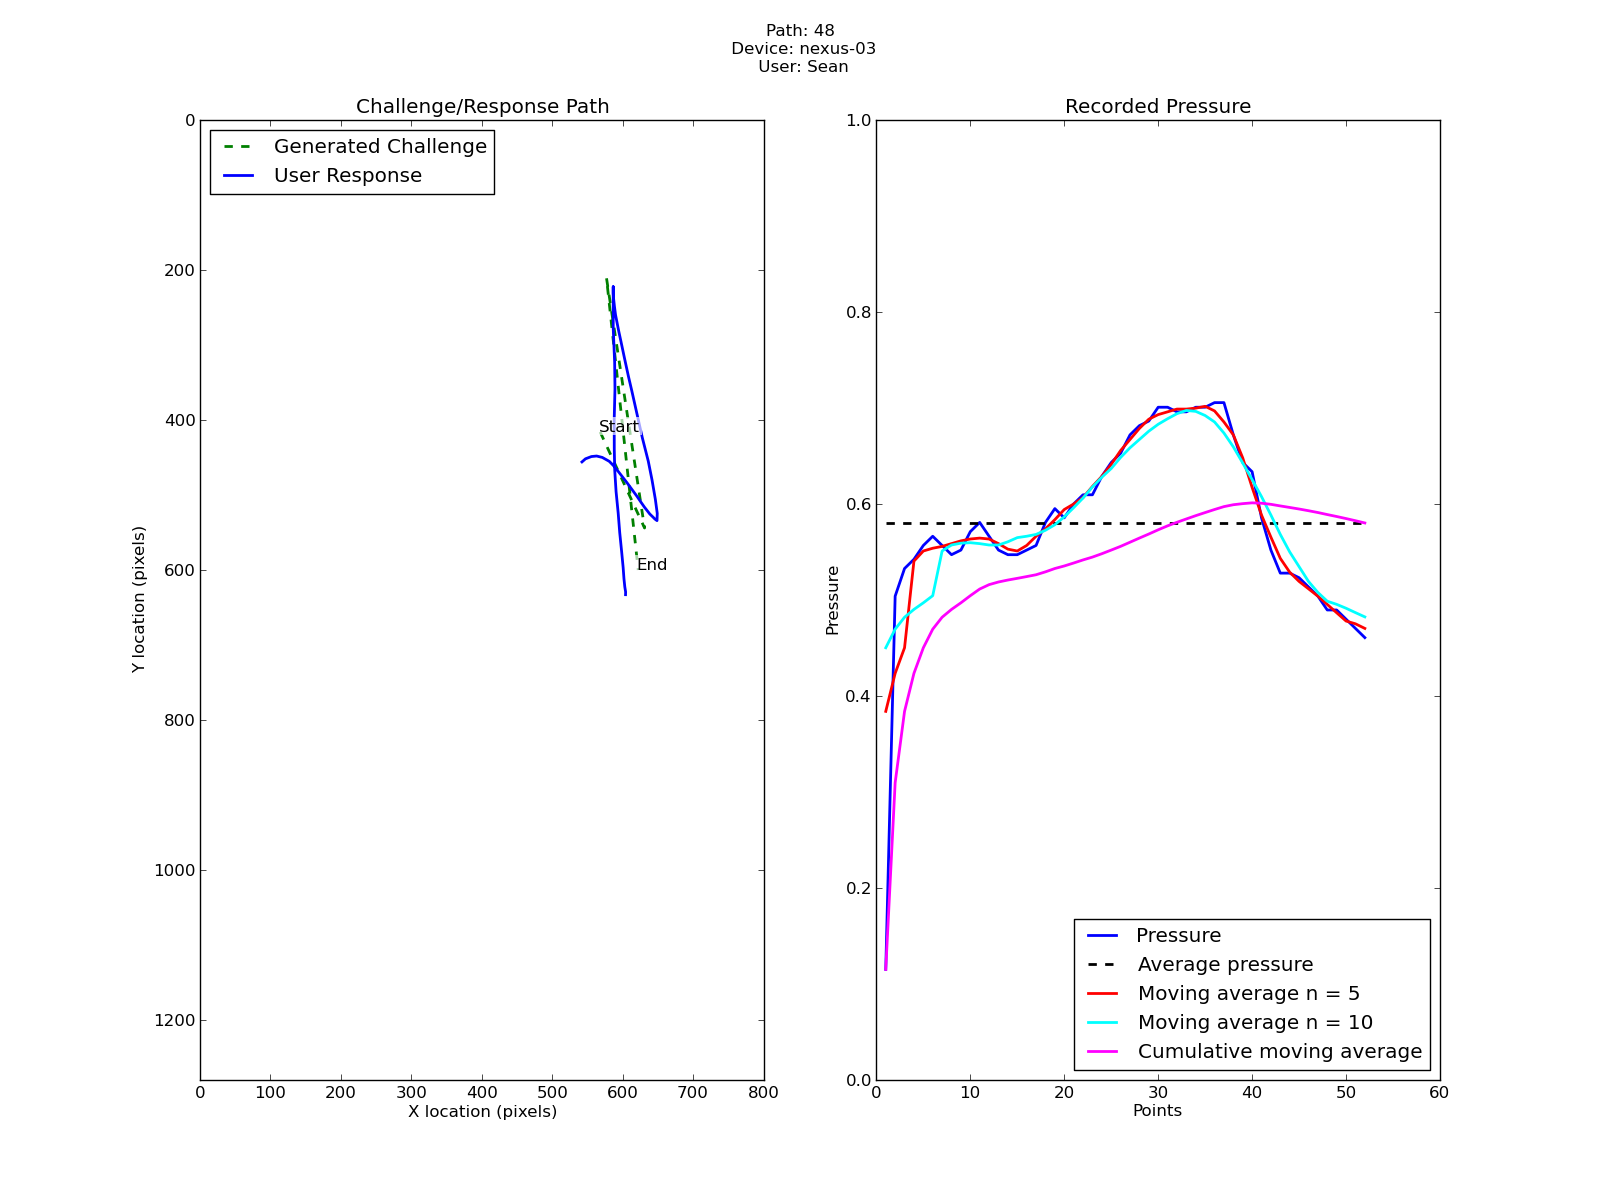 Path: 48
Device: nexus-03
User: Sean
Challenge/Response Path
Generated Challenge
User Response
Start
End
0
200
400
600
800
1000
1200
Y location (pixels)
0 100 200 300 400 500 600 700 800
X location (pixels)
Recorded Pressure
1.0
0.8
0.6
0.4
0.2
0.0
Pressure
Pressure
Average pressure
Moving average n = 5
Moving average n = 10
Cumulative moving average
0 10 20 30 40 50 60
Points